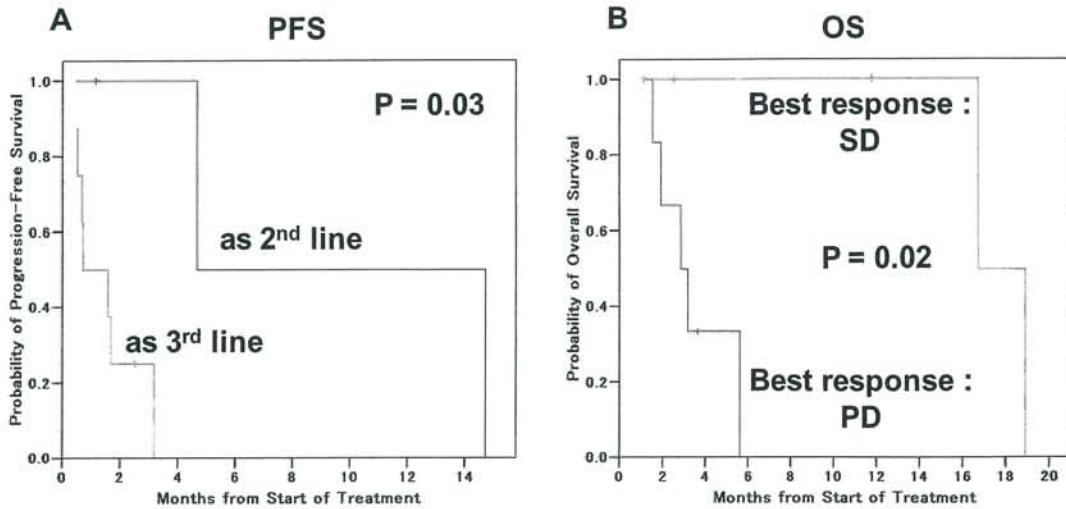 A
PFS
Probability of Progression-Free Survival
1.0
0.8
0.6
0.4
0.2
0.0
P = 0.03
as 2nd line
as 3rd line
0 2 4 6 8 10 12 14
Months from Start of Treatment
B
OS
Probability of Overall Survival
1.0
0.8
0.6
0.4
0.2
0.0
Best response :
SD
P = 0.02
Best response :
PD
0 2 4 6 8 10 12 14 16 18 20
Months from Start of Treatment